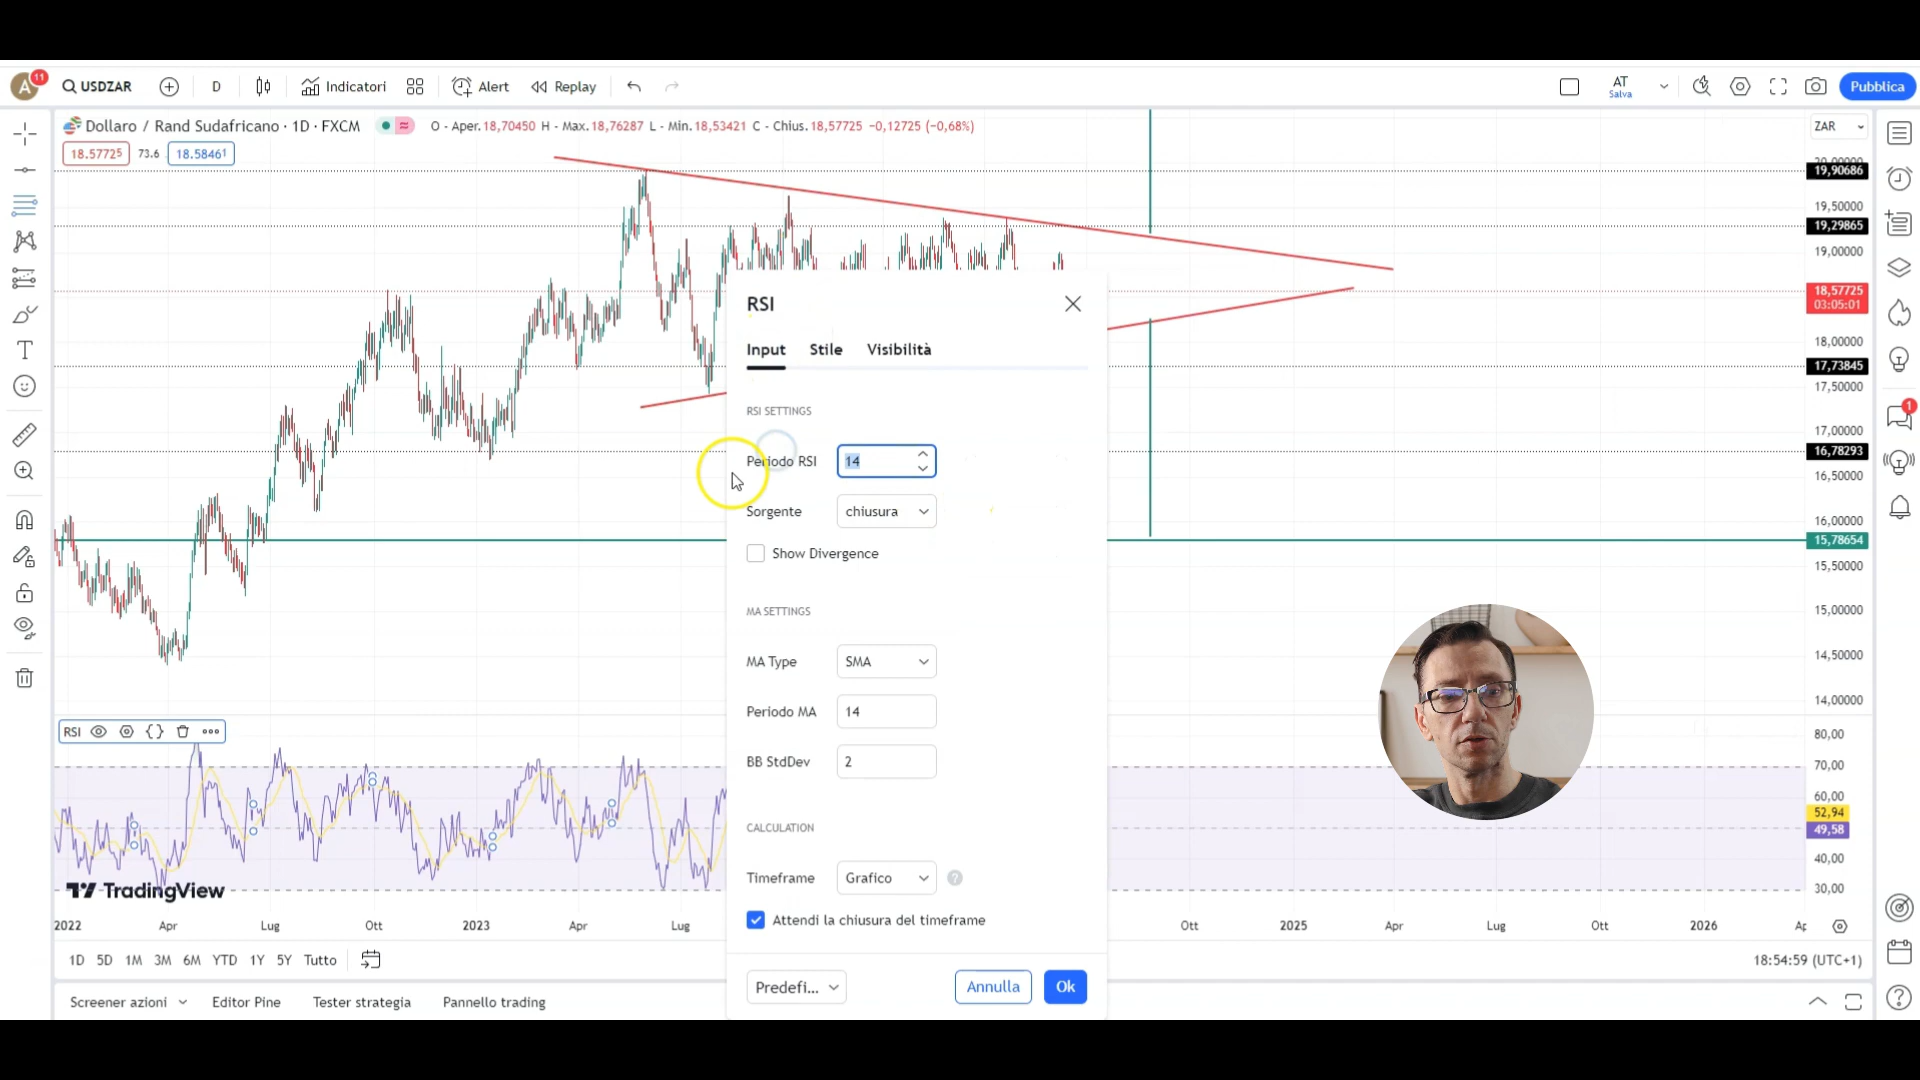 A
11
USDZAR
D
Indicatori
Alert
Replay
AT
Salva
Pubblica
Dollaro / Rand Sudafricano · 1D · FXCM
O - Aper.18,70450 H - Max.18,76287 L - Min.18,53421 C - Chius.18,57725 −0,12725 (−0,68%)
ZAR
18.57725
73.6
18.58461
20,00000
19,90686
19,50000
19,29865
19,00000
18,57725
03:05:01
18,00000
17,73845
17,50000
17,00000
16,78293
16,50000
16,00000
15,78654
15,50000
15,00000
14,50000
14,00000
RSI
Input
Stile
Visibilità
RSI SETTINGS
Periodo RSI
14
Sorgente
chiusura
Show Divergence
MA SETTINGS
MA Type
SMA
Periodo MA
14
BB StdDev
2
CALCULATION
Timeframe
Grafico
?
Attendi la chiusura del timeframe
Predefi...
Annulla
Ok
RSI
80,00
70,00
60,00
52,94
49,58
40,00
30,00
TradingView
2022
Apr
Lug
Ott
2023
Apr
Lug
Ott
2025
Apr
Lug
Ott
2026
Ap
1D 5D 1M 3M 6M YTD 1Y 5Y Tutto
18:54:59 (UTC+1)
Screener azioni
Editor Pine
Tester strategia
Pannello trading
1